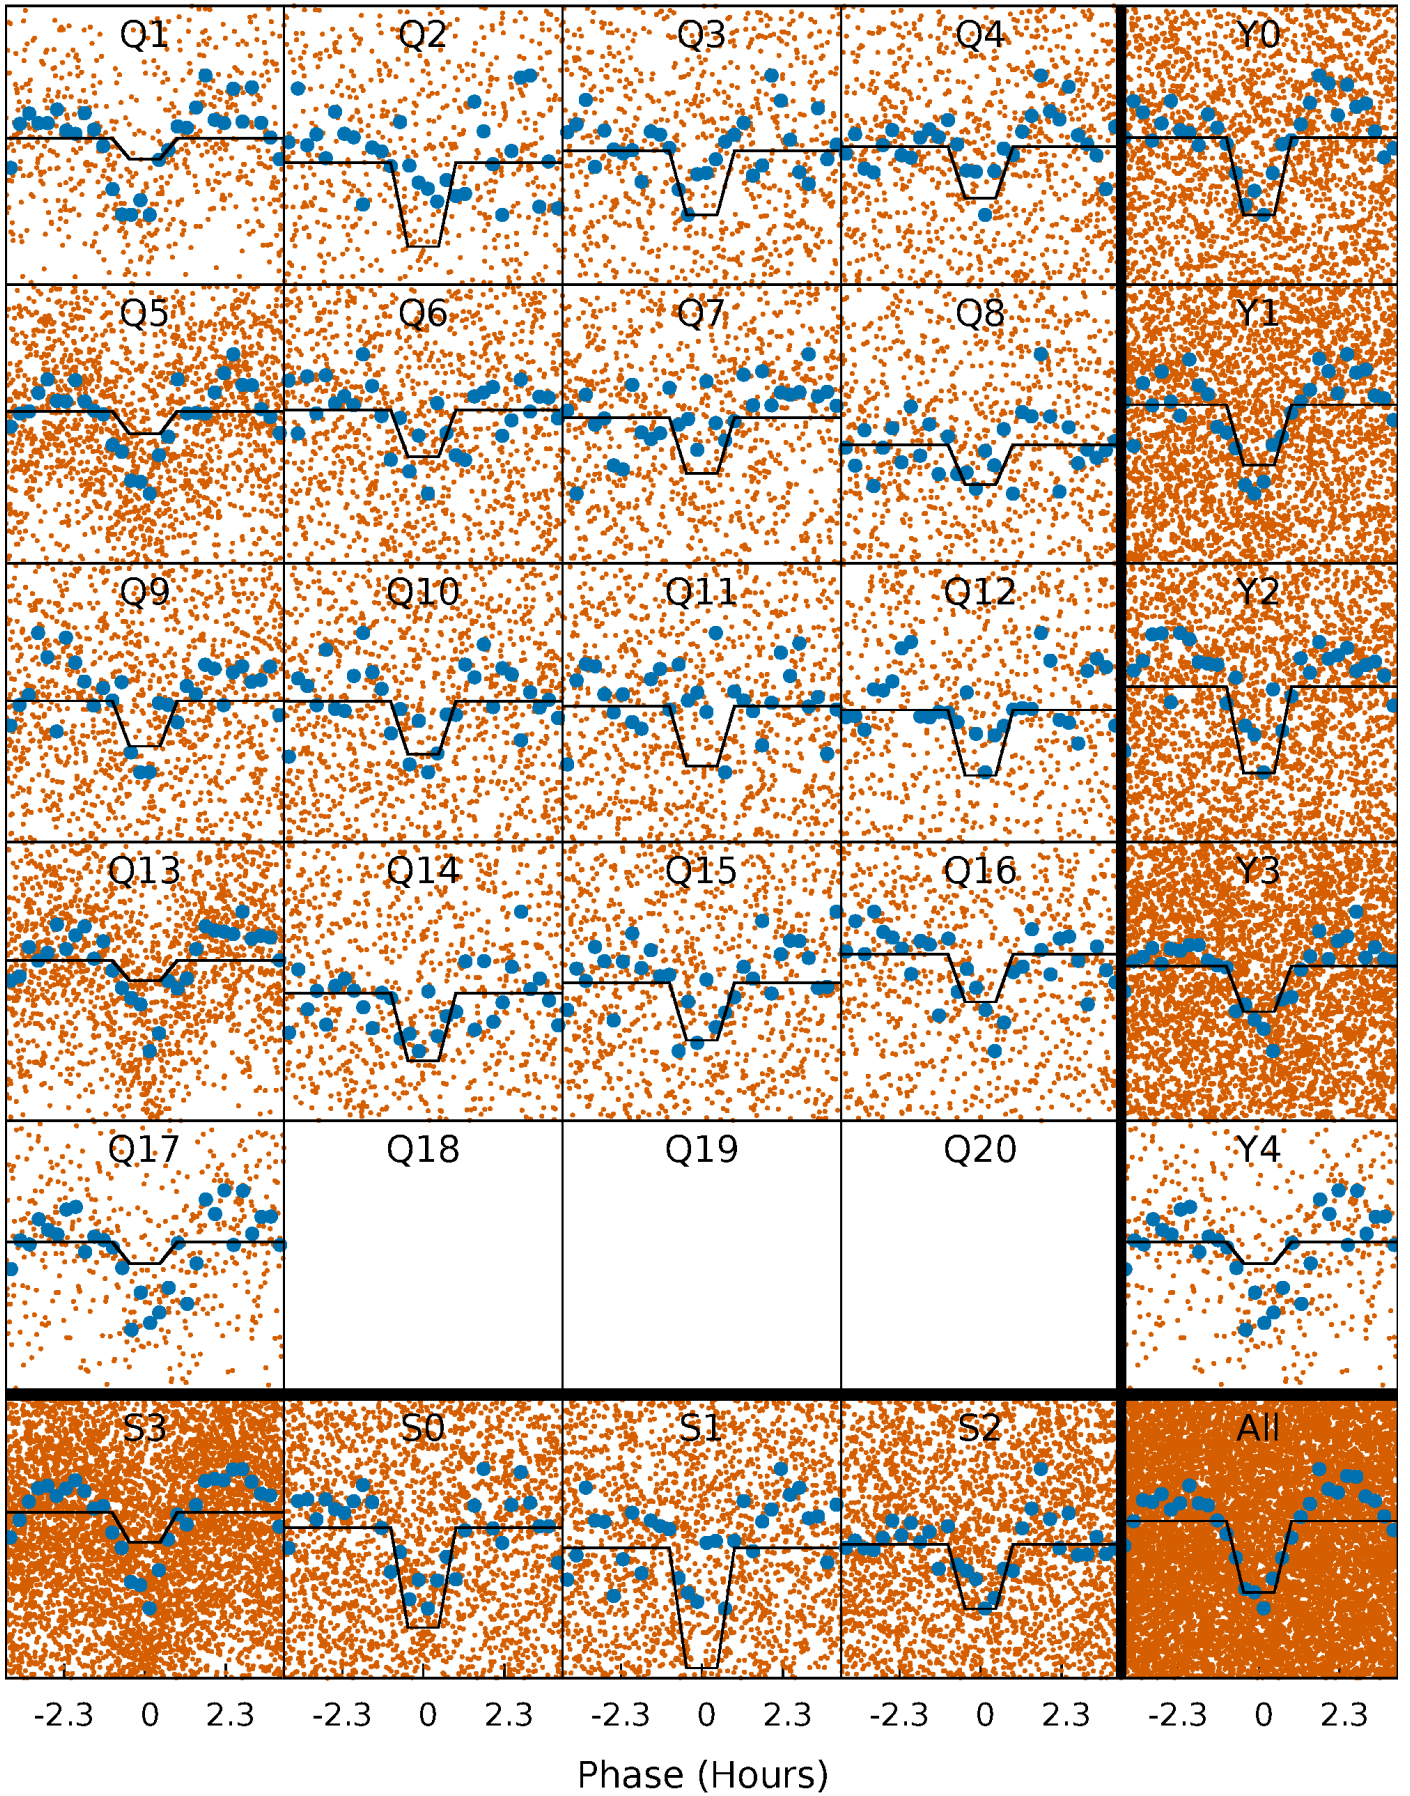 Q1 Q2 Q3 Q4 Y0
Q5 Q6 Q7 Q8 Y1
Q9 Q10 Q11 Q12 Y2
Q13 Q14 Q15 Q16 Y3
Q17 Q18 Q19 Q20 Y4
S3 S0 S1 S2 All
-2.3 0 2.3 -2.3 0 2.3 -2.3 0 2.3 -2.3 0 2.3 -2.3 0 2.3
Phase (Hours)